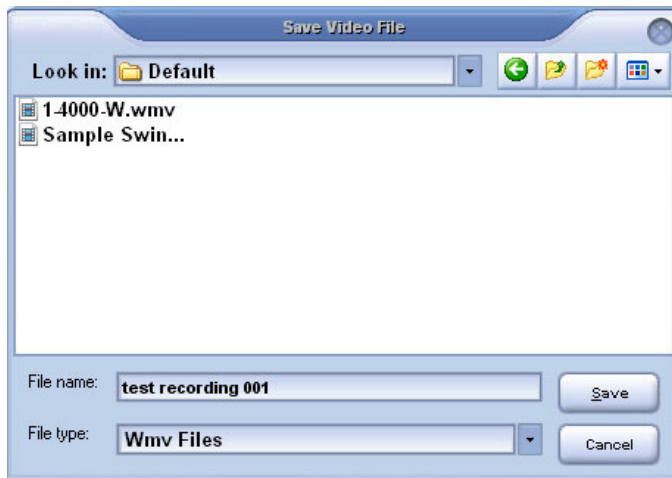 Save Video File
Look in: Default
1-4000-W.wmv
Sample Swin...
File name: test recording 001
Save
File type: Wmv Files
Cancel